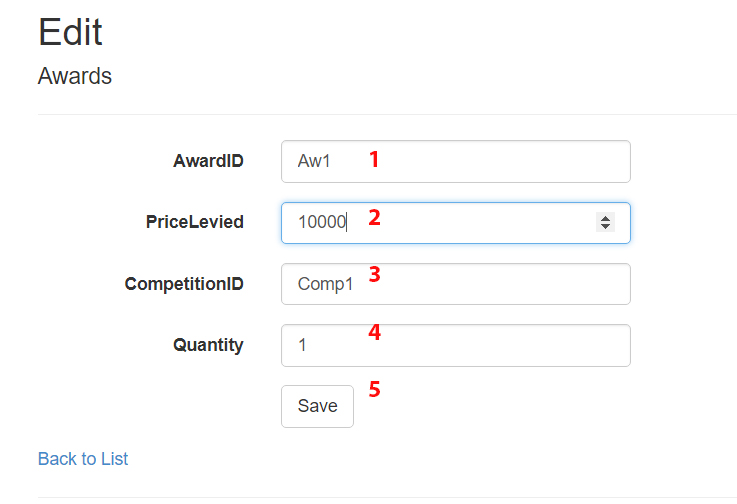 Edit
Awards
AwardID Aw1 1
PriceLevied 10000 2
CompetitionID Comp1 3
Quantity 1 4
Save 5
Back to List